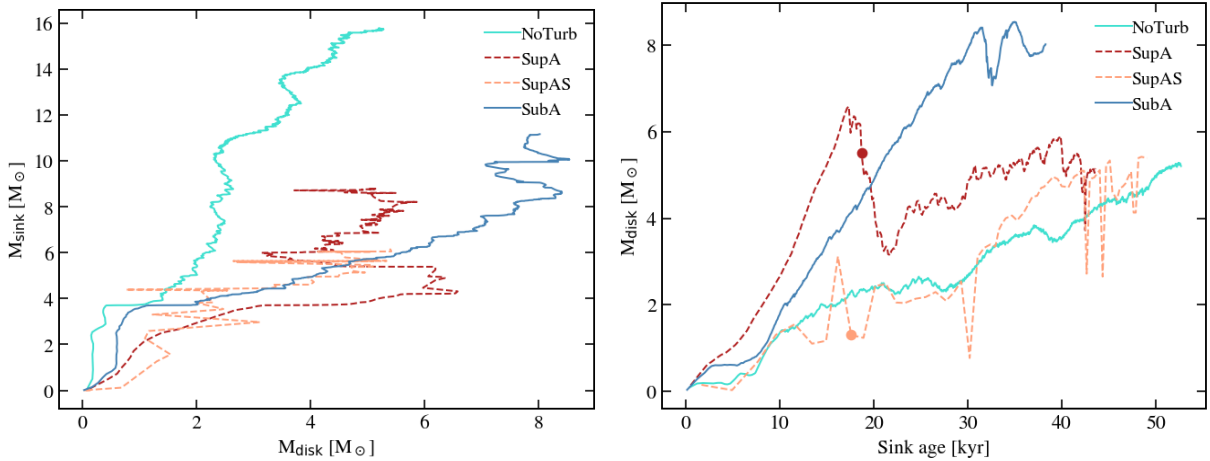 16
14
12
10
8
6
4
2
0
M_sink [M_⊙]
0 2 4 6 8
M_disk [M_⊙]
NoTurb
SupA
SupAS
SubA
8
6
4
2
0
M_disk [M_⊙]
0 10 20 30 40 50
Sink age [kyr]
NoTurb
SupA
SupAS
SubA